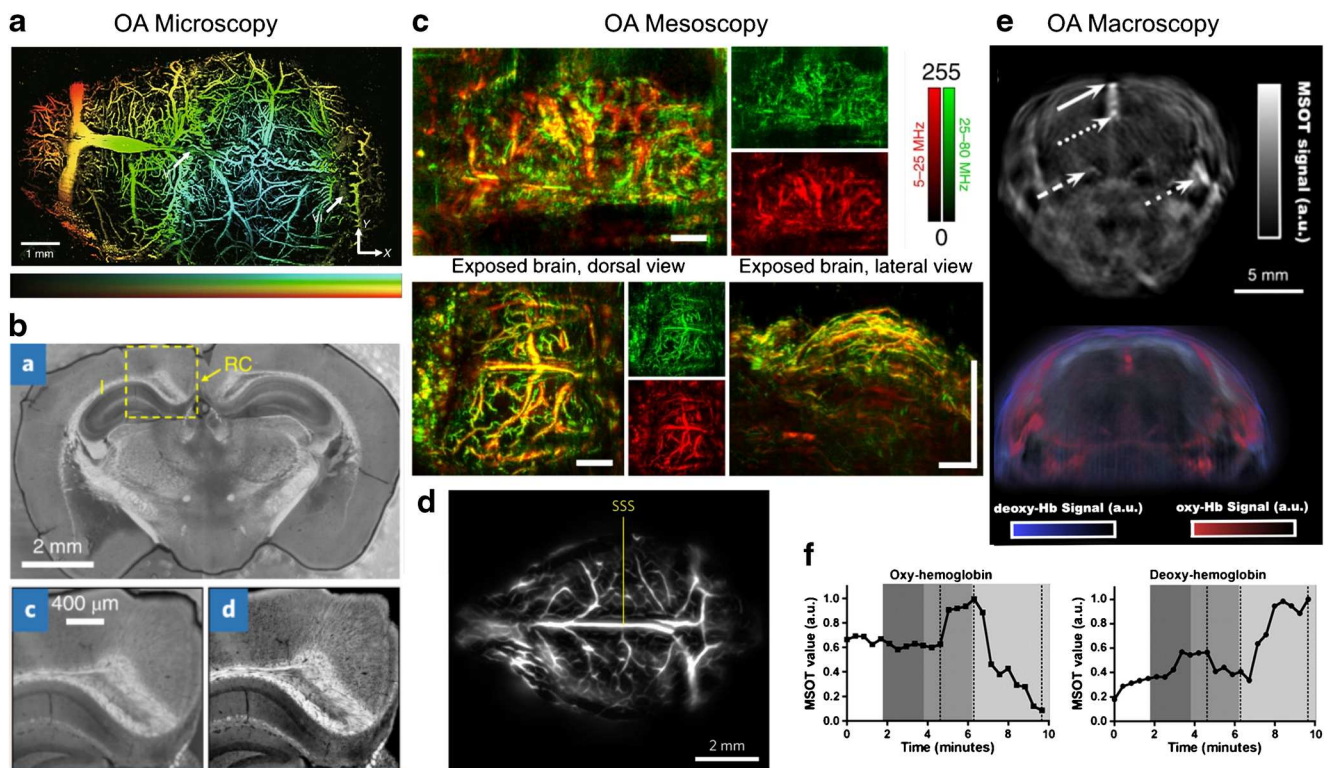 a
OA Microscopy
1 mm
Y
X
b
a
RC
I
2 mm
c
400 µm
d
c
OA Mesoscopy
255
5–25 MHz
25–80 MHz
0
Exposed brain, dorsal view
Exposed brain, lateral view
d
SSS
2 mm
e
OA Macroscopy
MSOT signal (a.u.)
5 mm
deoxy-Hb Signal (a.u.)
oxy-Hb Signal (a.u.)
f
Oxy-hemoglobin
MSOT value (a.u.)
1.0
0.8
0.6
0.4
0.2
0.0
0 2 4 6 8 10
Time (minutes)
Deoxy-hemoglobin
MSOT value (a.u.)
1.0
0.8
0.6
0.4
0.2
0.0
0 2 4 6 8 10
Time (minutes)